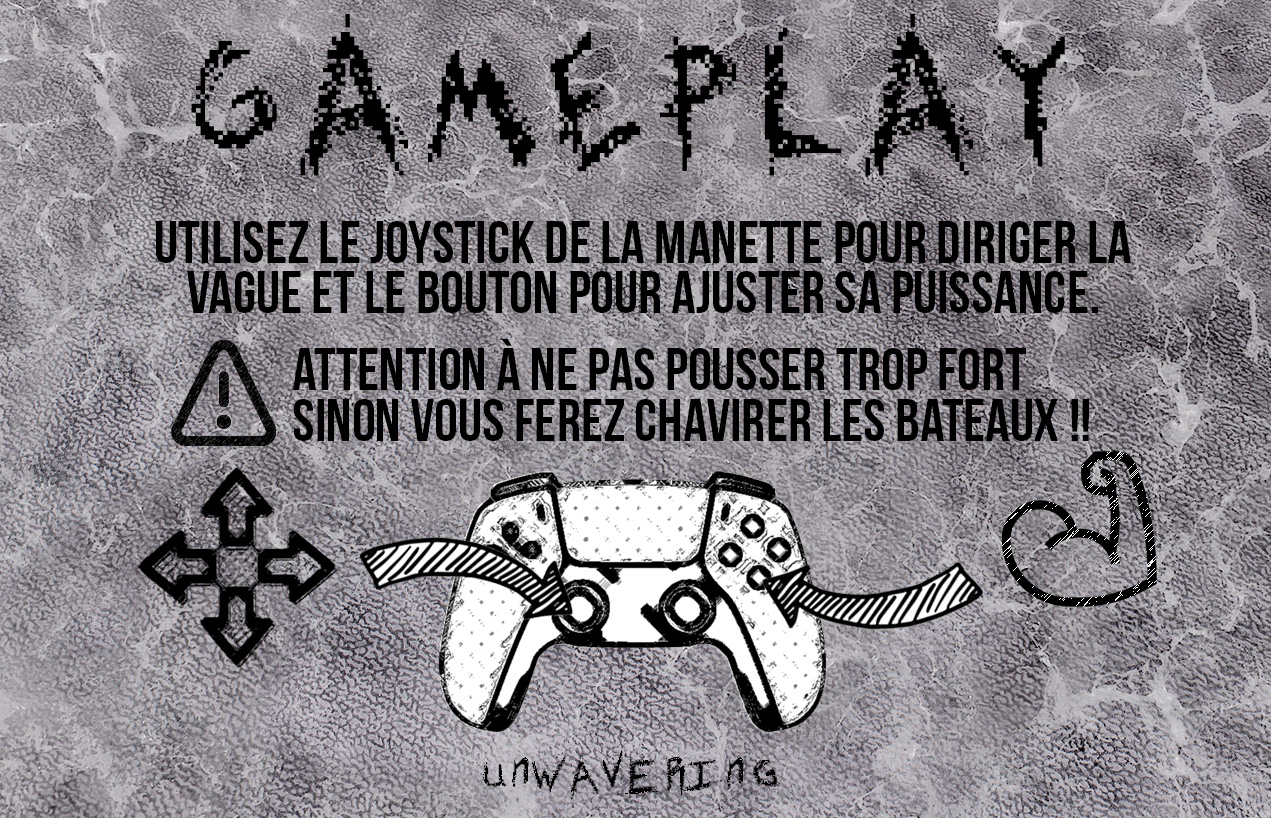 GAMEPLAY
UTILISEZ LE JOYSTICK DE LA MANETTE POUR DIRIGER LA
VAGUE ET LE BOUTON POUR AJUSTER SA PUISSANCE.
ATTENTION À NE PAS POUSSER TROP FORT
SINON VOUS FEREZ CHAVIRER LES BATEAUX !!
unWAVERIng